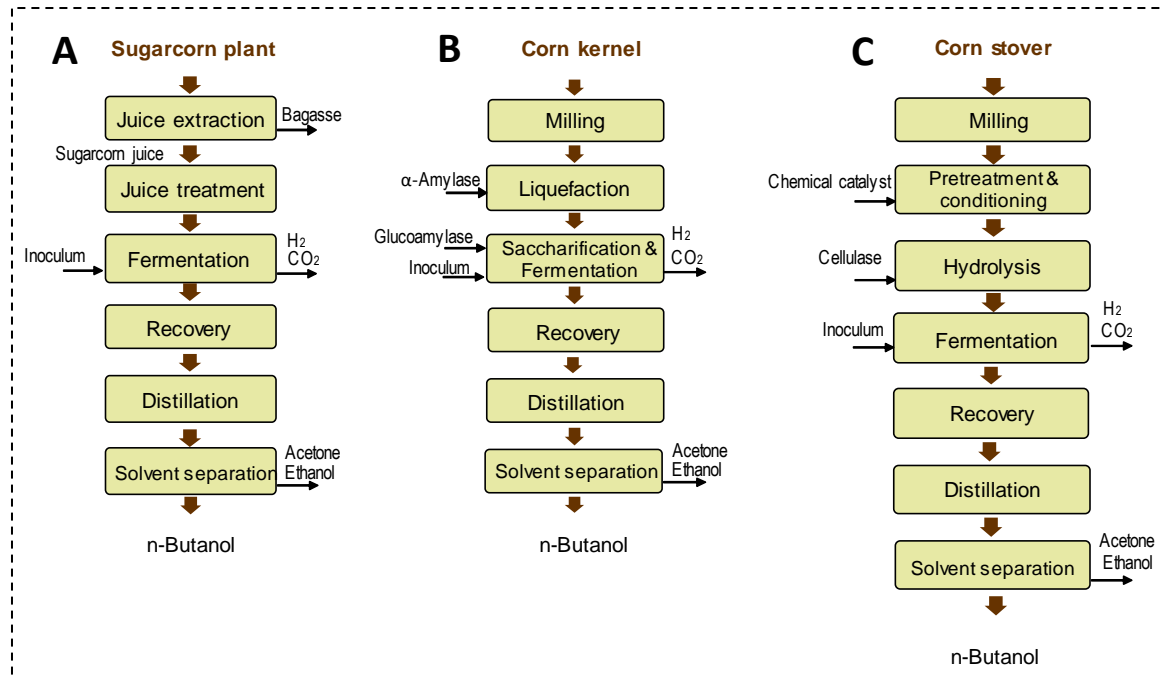 A
Sugarcorn plant
Juice extraction
Bagasse
Sugarcorn juice
Juice treatment
Inoculum
Fermentation
H2
CO2
Recovery
Distillation
Solvent separation
Acetone
Ethanol
n-Butanol
B
Corn kernel
Milling
α-Amylase
Liquefaction
Glucoamylase
Inoculum
Saccharification &
Fermentation
H2
CO2
Recovery
Distillation
Solvent separation
Acetone
Ethanol
n-Butanol
C
Corn stover
Milling
Chemical catalyst
Pretreatment &
conditioning
Cellulase
Hydrolysis
Inoculum
Fermentation
H2
CO2
Recovery
Distillation
Solvent separation
Acetone
Ethanol
n-Butanol